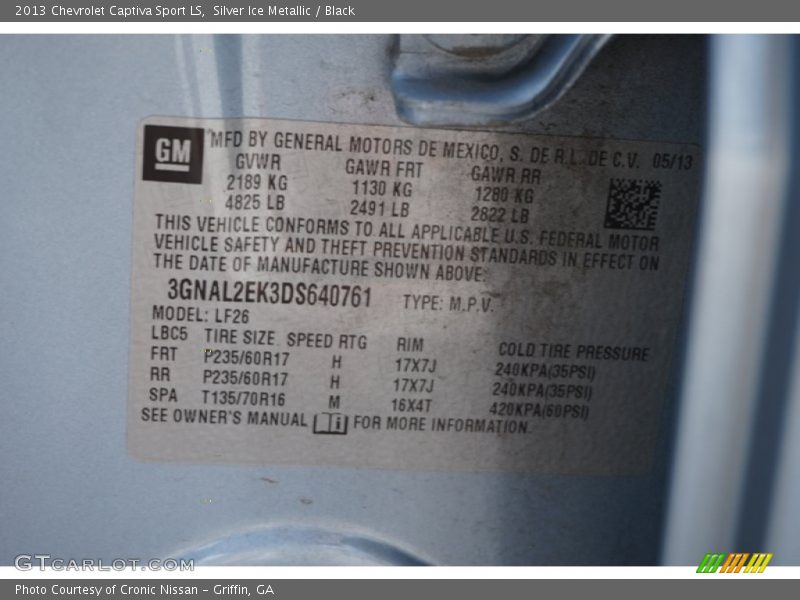 2013 Chevrolet Captiva Sport LS, Silver Ice Metallic / Black
GM
MFD BY GENERAL MOTORS DE MEXICO, S. DE R.L. DE C.V. 05/13
GVWR GAWR FRT GAWR RR
2189 KG 1130 KG 1280 KG
4825 LB 2491 LB 2822 LB
THIS VEHICLE CONFORMS TO ALL APPLICABLE U.S. FEDERAL MOTOR
VEHICLE SAFETY AND THEFT PREVENTION STANDARDS IN EFFECT ON
THE DATE OF MANUFACTURE SHOWN ABOVE:
3GNAL2EK3DS640761 TYPE: M.P.V.
MODEL: LF26
LBC5 TIRE SIZE SPEED RTG RIM COLD TIRE PRESSURE
FRT P235/60R17 H 17X7J 240KPA(35PSI)
RR P235/60R17 H 17X7J 240KPA(35PSI)
SPA T135/70R16 M 16X4T 420KPA(60PSI)
SEE OWNER'S MANUAL i FOR MORE INFORMATION.
GTCARLOT.COM
Photo Courtesy of Cronic Nissan - Griffin, GA